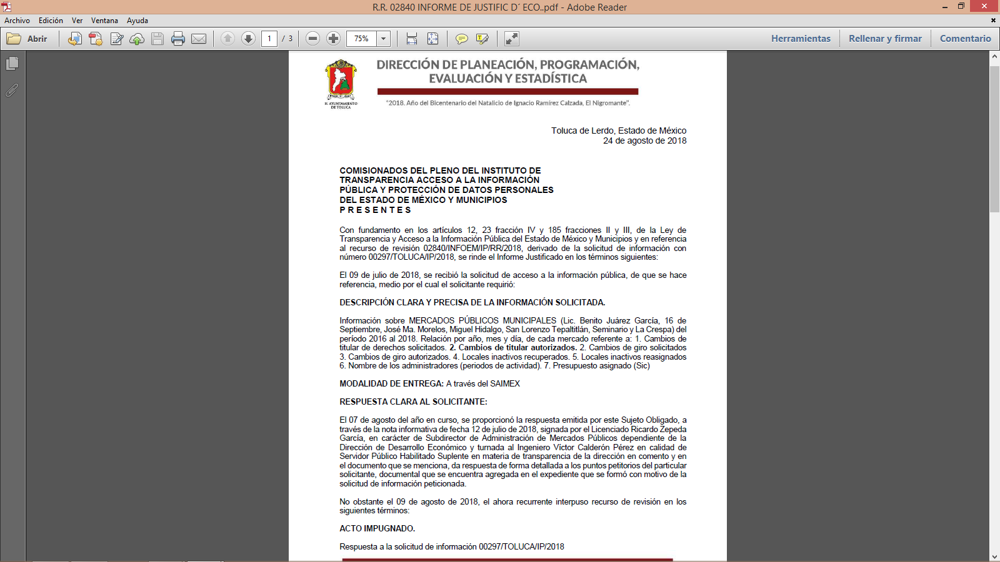 R.R. 02840 INFORME DE JUSTIFIC D´ ECO..pdf - Adobe Reader
Archivo Edición Ver Ventana Ayuda
Abrir 1 / 3 75% Herramientas Rellenar y firmar Comentario
H. AYUNTAMIENTO
DE TOLUCA
DIRECCIÓN DE PLANEACIÓN, PROGRAMACIÓN,
EVALUACIÓN Y ESTADÍSTICA
"2018. Año del Bicentenario del Natalicio de Ignacio Ramírez Calzada, El Nigromante".
Toluca de Lerdo, Estado de México
24 de agosto de 2018
COMISIONADOS DEL PLENO DEL INSTITUTO DE
TRANSPARENCIA ACCESO A LA INFORMACIÓN
PÚBLICA Y PROTECCIÓN DE DATOS PERSONALES
DEL ESTADO DE MÉXICO Y MUNICIPIOS
P R E S E N T E S
Con fundamento en los artículos 12, 23 fracción IV y 185 fracciones II y III, de la Ley de
Transparencia y Acceso a la Información Pública del Estado de México y Municipios y en referencia
al recurso de revisión 02840/INFOEM/IP/RR/2018, derivado de la solicitud de información con
número 00297/TOLUCA/IP/2018, se rinde el Informe Justificado en los términos siguientes:
El 09 de julio de 2018, se recibió la solicitud de acceso a la información pública, de que se hace
referencia, medio por el cual el solicitante requirió:
DESCRIPCIÓN CLARA Y PRECISA DE LA INFORMACIÓN SOLICITADA.
Información sobre MERCADOS PÚBLICOS MUNICIPALES (Lic. Benito Juárez García, 16 de
Septiembre, José Ma. Morelos, Miguel Hidalgo, San Lorenzo Tepaltitlán, Seminario y La Crespa) del
período 2016 al 2018. Relación por año, mes y día, de cada mercado referente a: 1. Cambios de
titular de derechos solicitados. 2. Cambios de titular autorizados. 2. Cambios de giro solicitados
3. Cambios de giro autorizados. 4. Locales inactivos recuperados. 5. Locales inactivos reasignados
6. Nombre de los administradores (periodos de actividad). 7. Presupuesto asignado (Sic)
MODALIDAD DE ENTREGA: A través del SAIMEX
RESPUESTA CLARA AL SOLICITANTE:
El 07 de agosto del año en curso, se proporcionó la respuesta emitida por este Sujeto Obligado, a
través de la nota informativa de fecha 12 de julio de 2018, signada por el Licenciado Ricardo Zepeda
García, en carácter de Subdirector de Administración de Mercados Públicos dependiente de la
Dirección de Desarrollo Económico y turnada al Ingeniero Víctor Calderón Pérez en calidad de
Servidor Público Habilitado Suplente en materia de transparencia de la dirección en comento y en
el documento que se menciona, da respuesta de forma detallada a los puntos petitorios del particular
solicitante, documental que se encuentra agregada en el expediente que se formó con motivo de la
solicitud de información peticionada.
No obstante el 09 de agosto de 2018, el ahora recurrente interpuso recurso de revisión en los
siguientes términos:
ACTO IMPUGNADO.
Respuesta a la solicitud de información 00297/TOLUCA/IP/2018